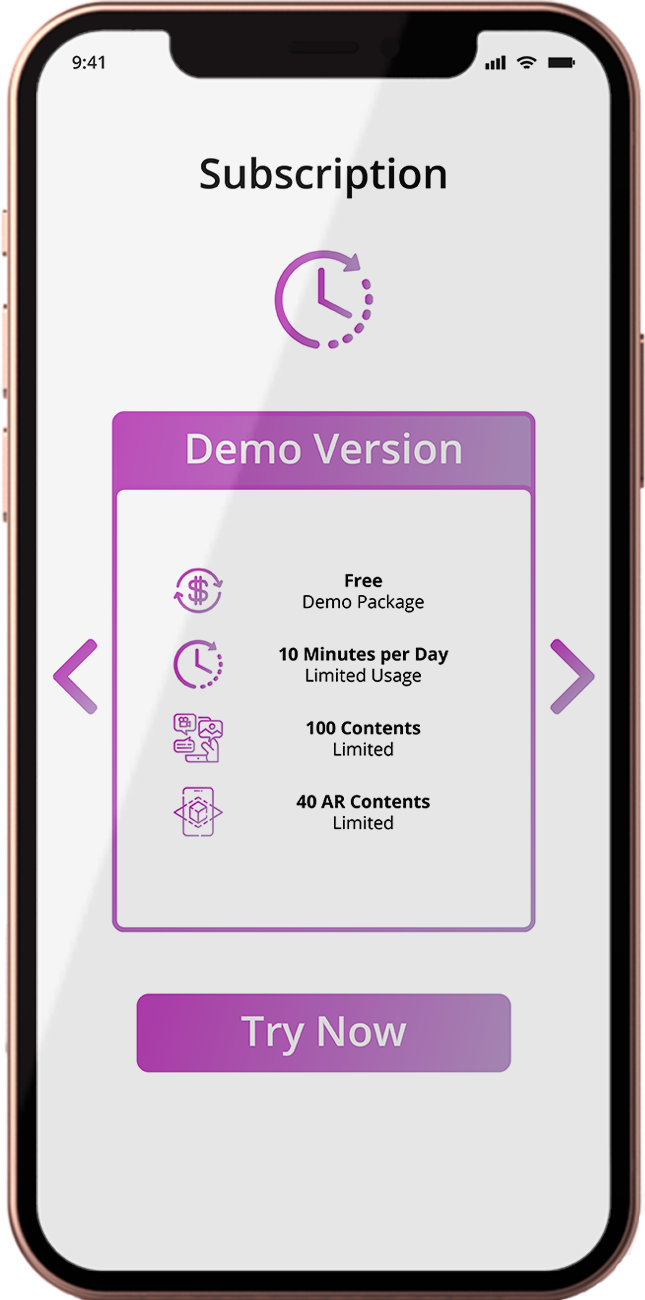 9:41
Subscription
Demo Version
Free
Demo Package
10 Minutes per Day
Limited Usage
100 Contents
Limited
40 AR Contents
Limited
Try Now